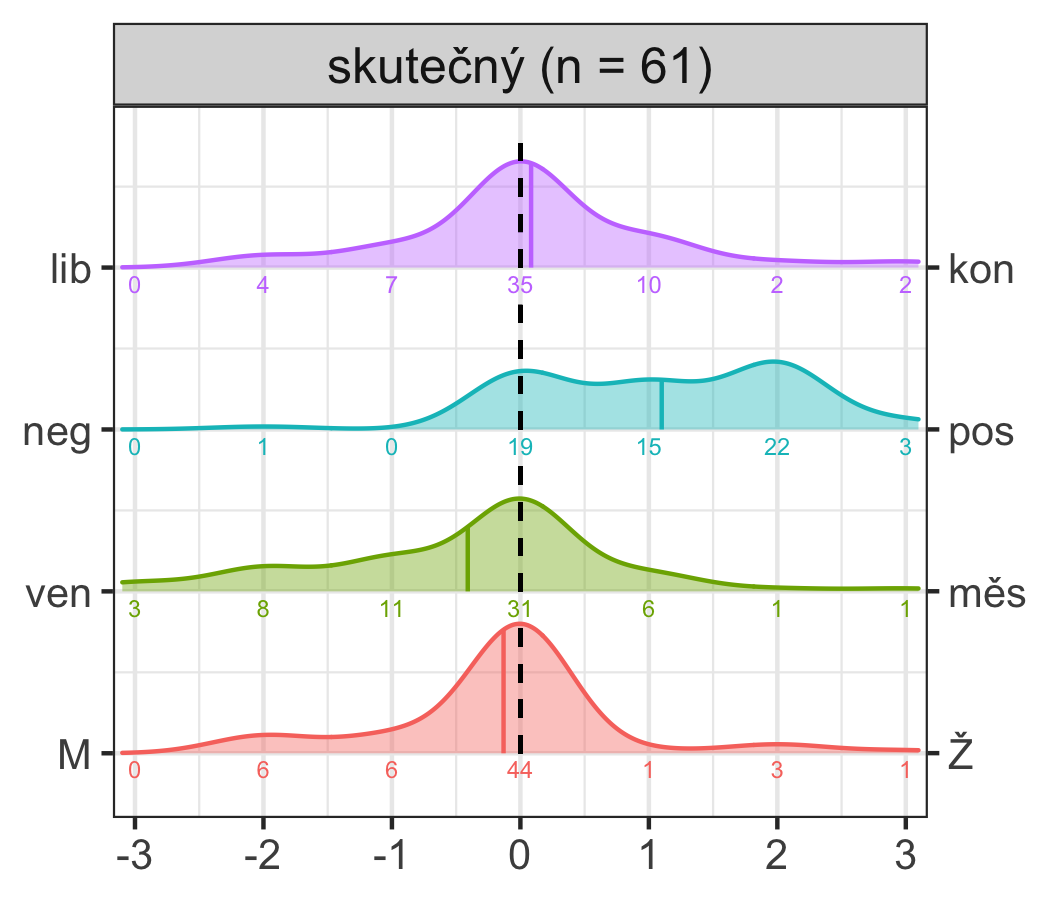 skutečný (n = 61)
lib kon
0 4 7 35 10 2 2
neg pos
0 1 0 19 15 22 3
ven měs
3 8 11 31 6 1 1
M Ž
0 6 6 44 1 3 1
-3 -2 -1 0 1 2 3